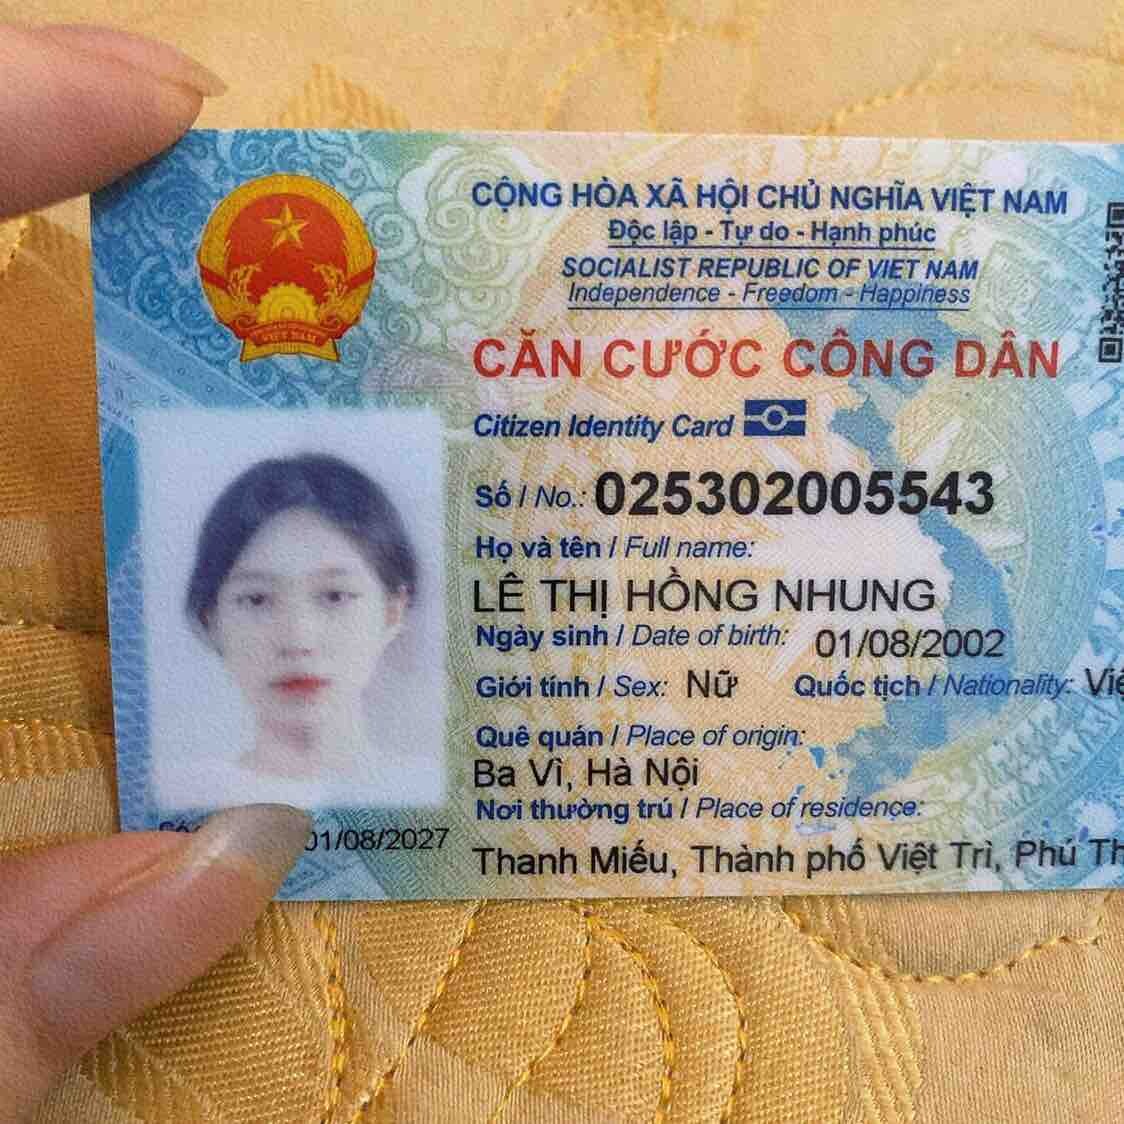 CỘNG HÒA XÃ HỘI CHỦ NGHĨA VIỆT NAM
Độc lập - Tự do - Hạnh phúc
SOCIALIST REPUBLIC OF VIET NAM
Independence - Freedom - Happiness
CĂN CƯỚC CÔNG DÂN
Citizen Identity Card
Số / No.: 025302005543
Họ và tên / Full name:
LÊ THỊ HỒNG NHUNG
Ngày sinh / Date of birth: 01/08/2002
Giới tính / Sex: Nữ Quốc tịch / Nationality:
Quê quán / Place of origin:
Ba Vì, Hà Nội
Nơi thường trú / Place of residence:
01/08/2027
Thanh Miếu, Thành phố Việt Trì, Phú